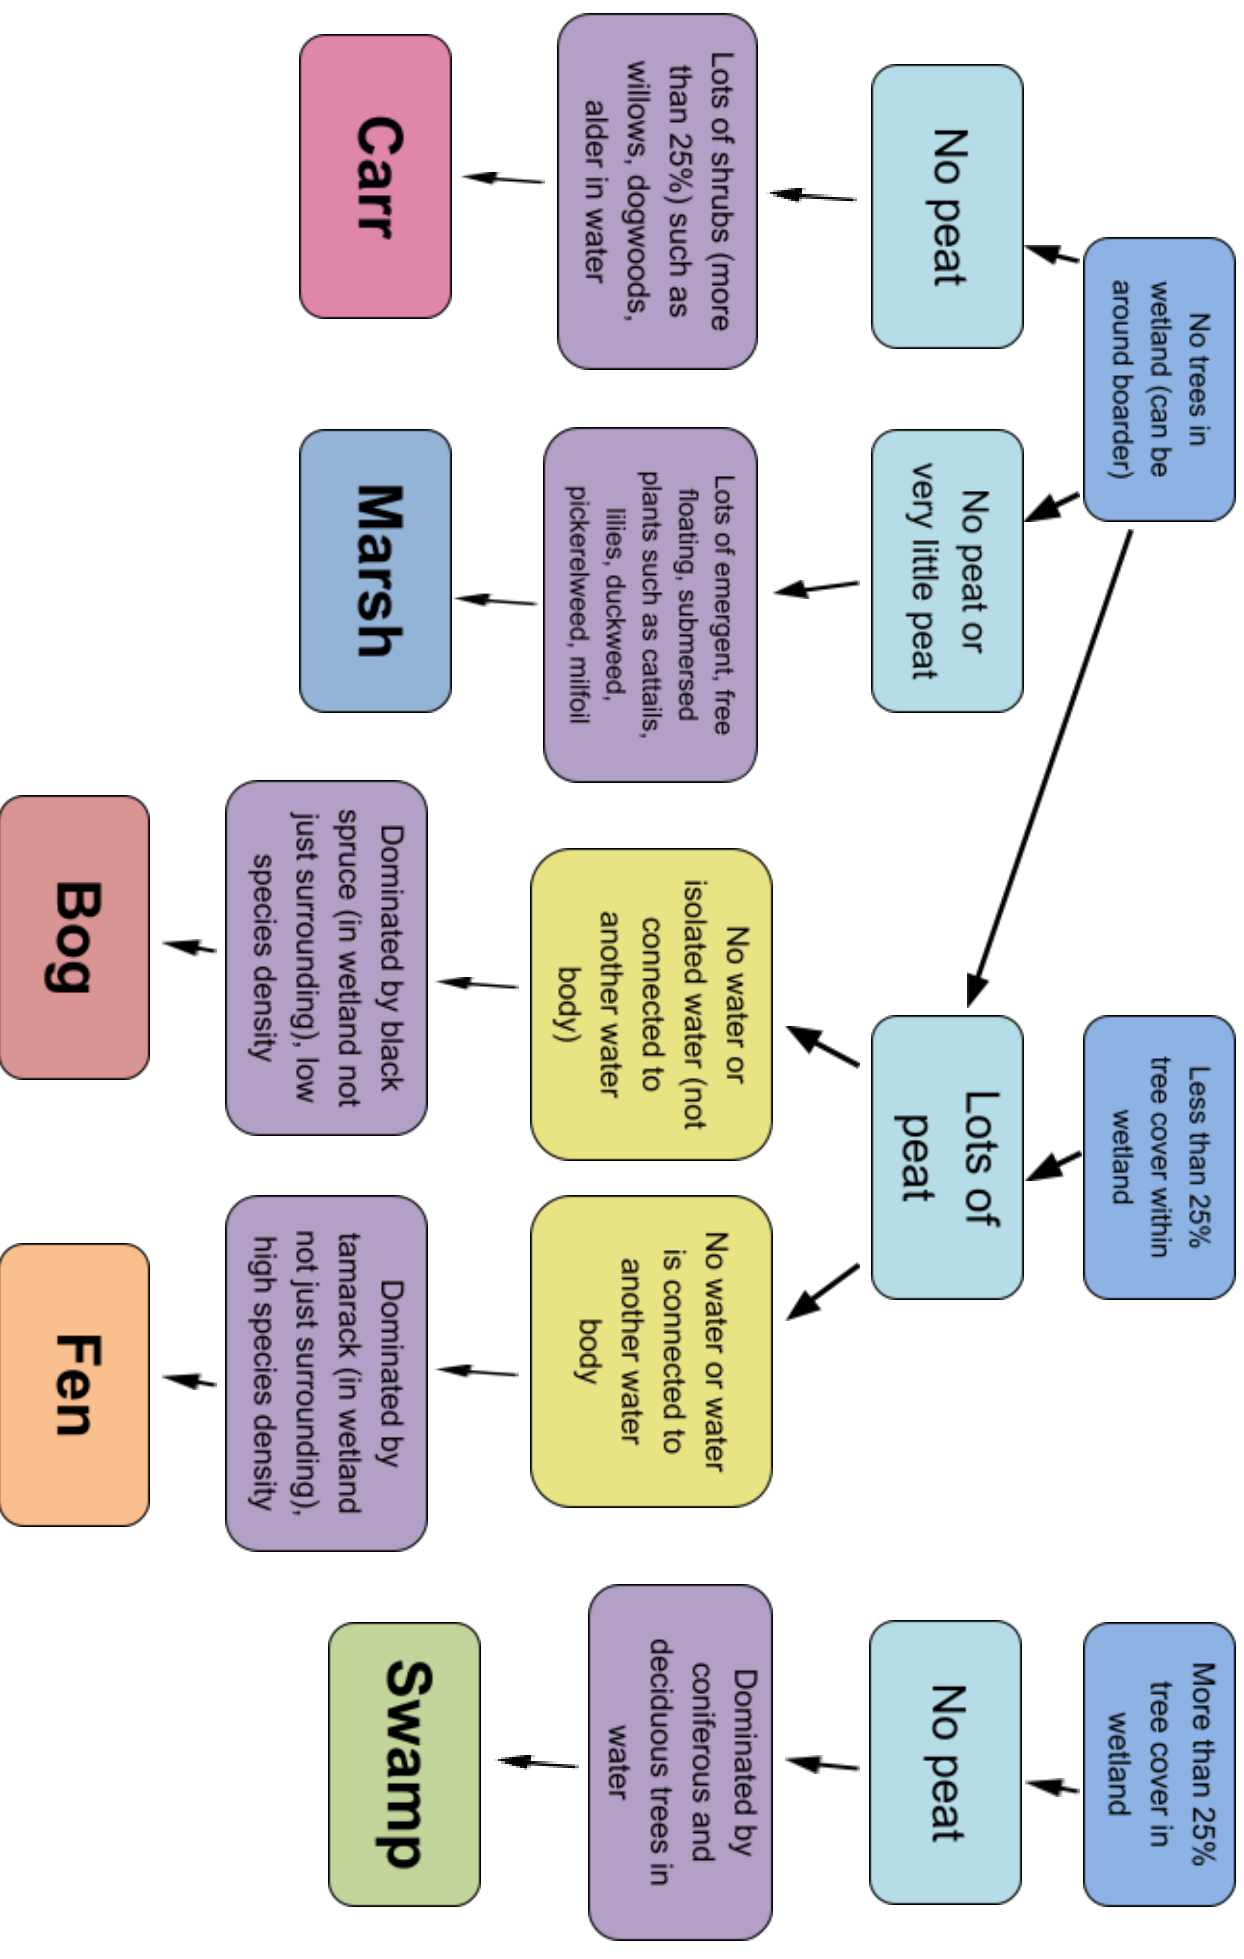 No trees in
wetland (can be
around boarder)
Less than 25%
tree cover within
wetland
More than 25%
tree cover in
wetland
No peat
No peat or
very little peat
Lots of
peat
No peat
Lots of shrubs (more
than 25%) such as
willows, dogwoods,
alder in water
Lots of emergent, free
floating, submersed
plants such as cattails,
lilies, duckweed,
pickerelweed, milfoil
No water or
isolated water (not
connected to
another water
body)
No water or water
is connected to
another water
body
Dominated by
coniferous and
deciduous trees in
water
Carr
Marsh
Dominated by black
spruce (in wetland not
just surrounding), low
species density
Dominated by
tamarack (in wetland
not just surrounding),
high species density
Swamp
Bog
Fen